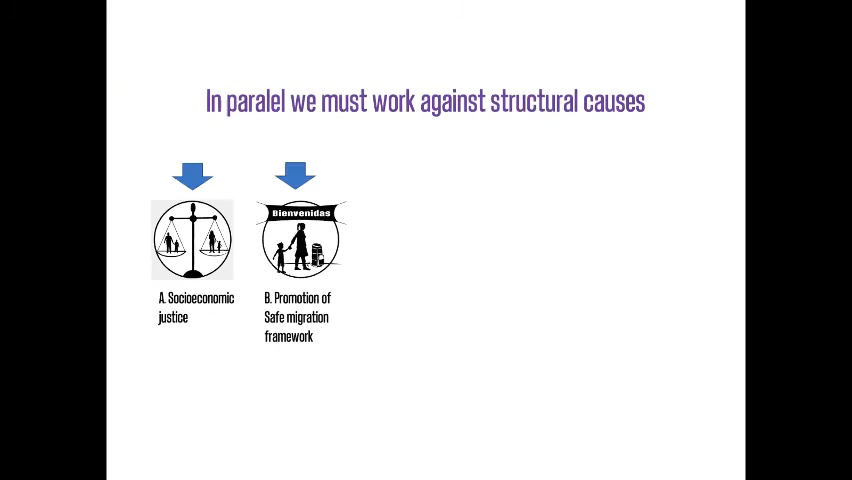 In paralel we must work against structural causes
Bienvenidas
A. Socioeconomic
justice
B. Promotion of
Safe migration
framework